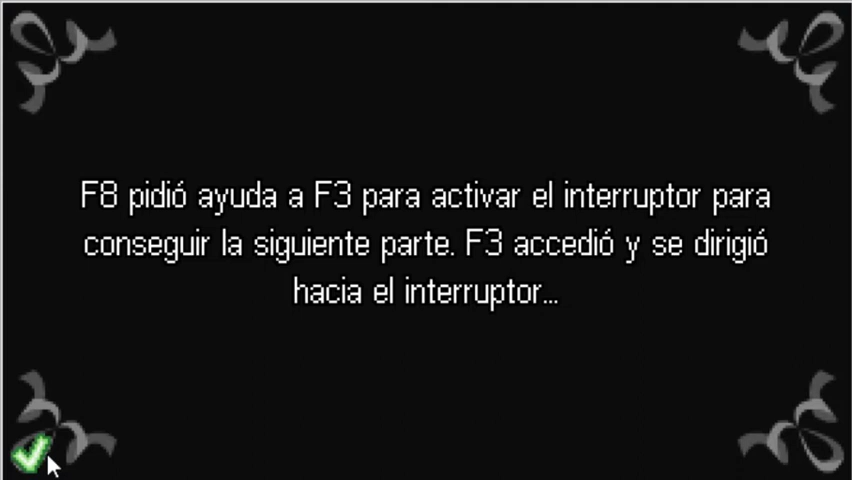 F8 pidió ayuda a F3 para activar el interruptor para
conseguir la siguiente parte. F3 accedió y se dirigió
hacia el interruptor...